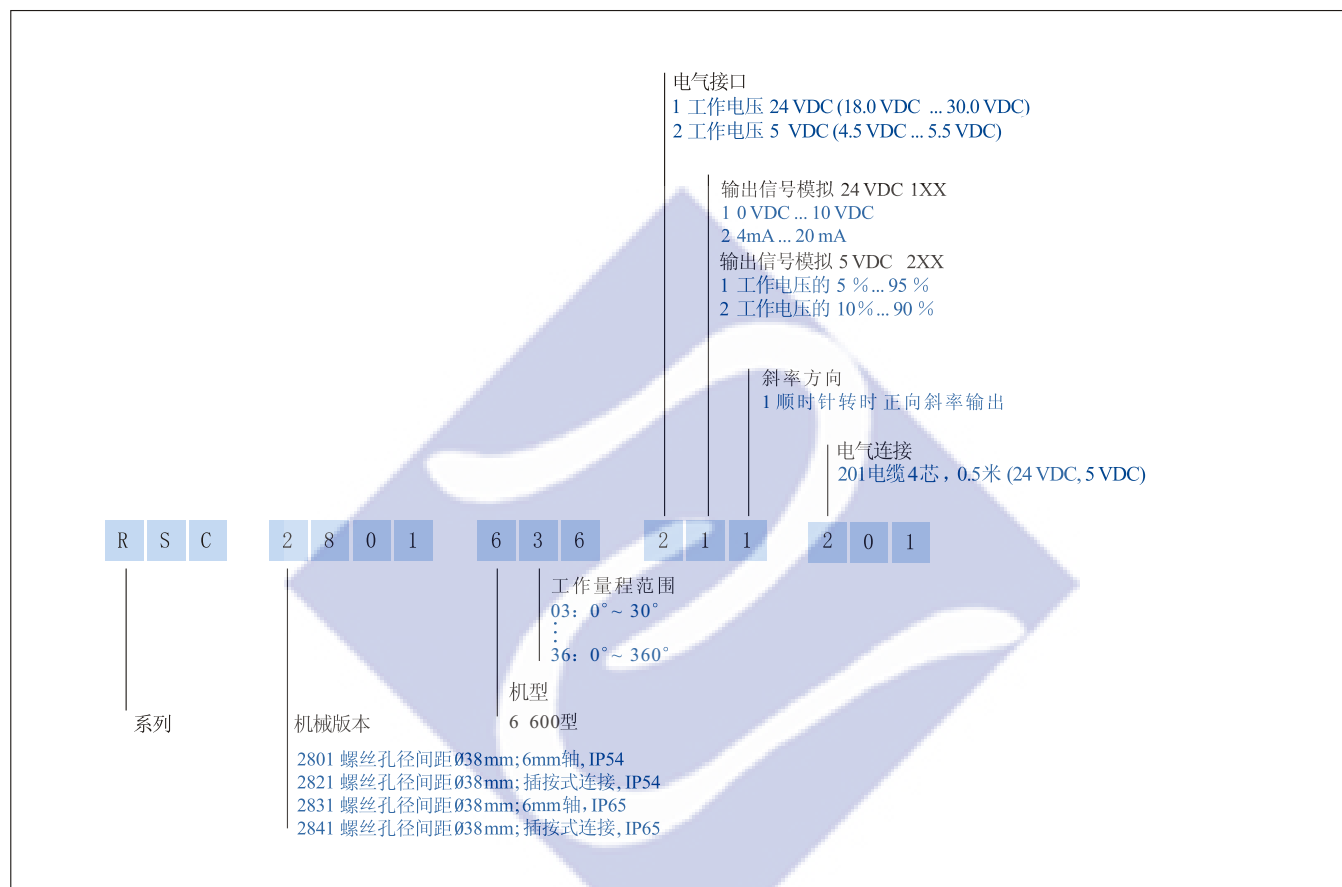 电气接口
1 工作电压 24 VDC (18.0 VDC ... 30.0 VDC)
2 工作电压 5 VDC (4.5 VDC ... 5.5 VDC)
输出信号模拟 24 VDC 1XX
1 0 VDC ... 10 VDC
2 4mA ... 20 mA
输出信号模拟 5 VDC 2XX
1 工作电压的 5 %... 95 %
2 工作电压的 10%... 90 %
斜率方向
1 顺时针转时 正向斜率输出
电气连接
201电缆4芯，0.5米 (24 VDC, 5 VDC)
R S C 2 8 0 1 6 3 6 2 1 1 2 0 1
工作量程范围
03: 0°~ 30°
⋮
36: 0°~ 360°
机型
6 600型
系列
机械版本
2801 螺丝孔径间距Ø38mm; 6mm轴, IP54
2821 螺丝孔径间距Ø38mm; 插按式连接, IP54
2831 螺丝孔径间距Ø38mm; 6mm轴, IP65
2841 螺丝孔径间距Ø38mm; 插按式连接, IP65